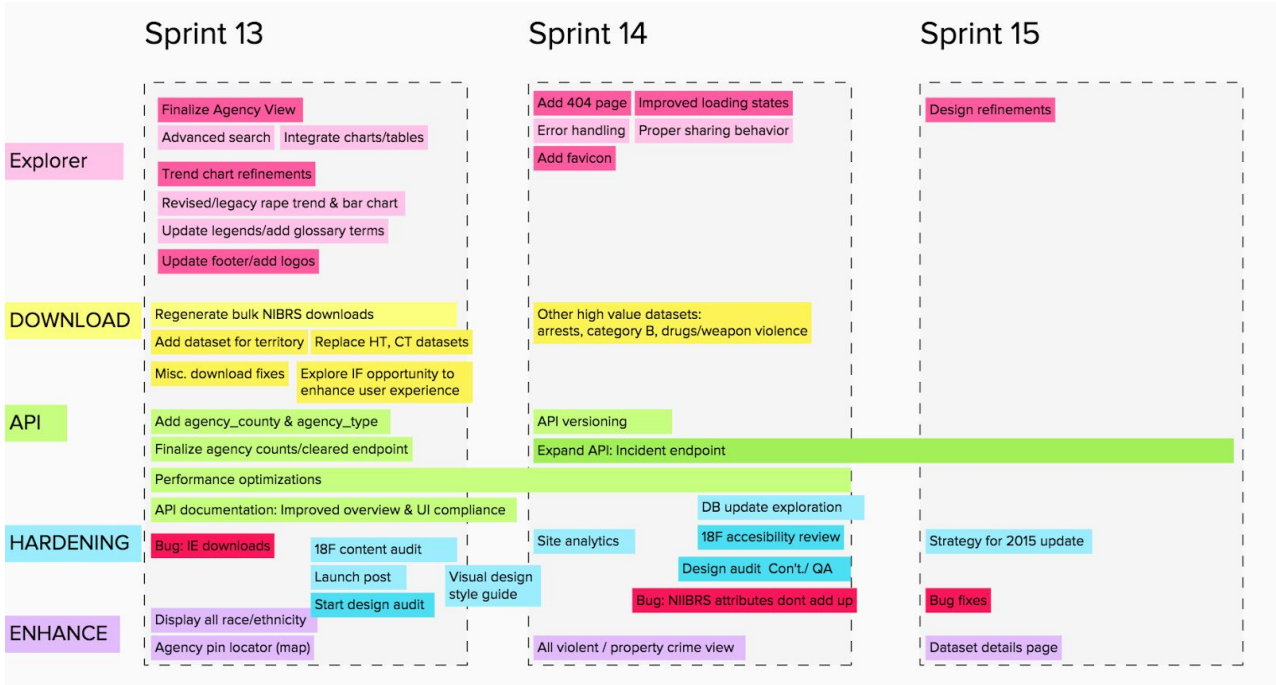 Sprint 13
Sprint 14
Sprint 15
Explorer
Finalize Agency View
Advanced search
Integrate charts/tables
Trend chart refinements
Revised/legacy rape trend & bar chart
Update legends/add glossary terms
Update footer/add logos
Add 404 page
Improved loading states
Error handling
Proper sharing behavior
Add favicon
Design refinements
DOWNLOAD
Regenerate bulk NIBRS downloads
Add dataset for territory
Replace HT, CT datasets
Misc. download fixes
Explore IF opportunity to
enhance user experience
Other high value datasets:
arrests, category B, drugs/weapon violence
API
Add agency_county & agency_type
Finalize agency counts/cleared endpoint
Performance optimizations
API documentation: Improved overview & UI compliance
API versioning
Expand API: Incident endpoint
HARDENING
Bug: IE downloads
18F content audit
Launch post
Start design audit
Visual design
style guide
DB update exploration
Site analytics
18F accesibility review
Design audit Con't./ QA
Bug: NIIBRS attributes dont add up
Strategy for 2015 update
Bug fixes
ENHANCE
Display all race/ethnicity
Agency pin locator (map)
All violent / property crime view
Dataset details page